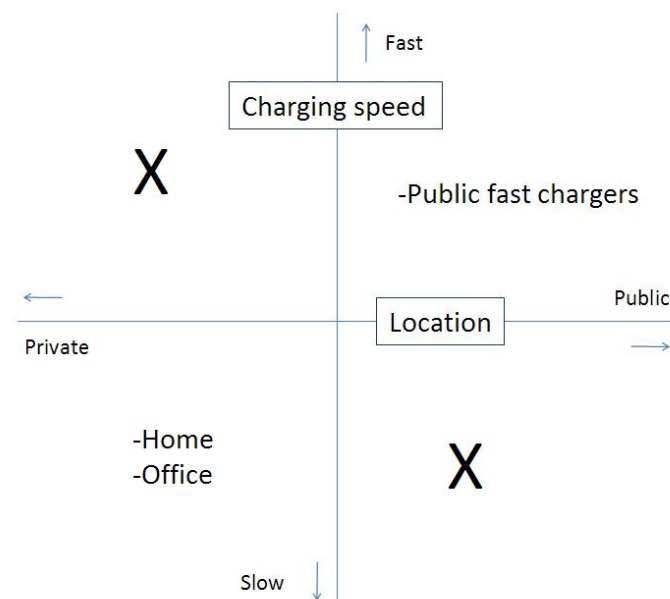 Fast
Charging speed
X
-Public fast chargers
Public
Location
Private
-Home
-Office
X
Slow